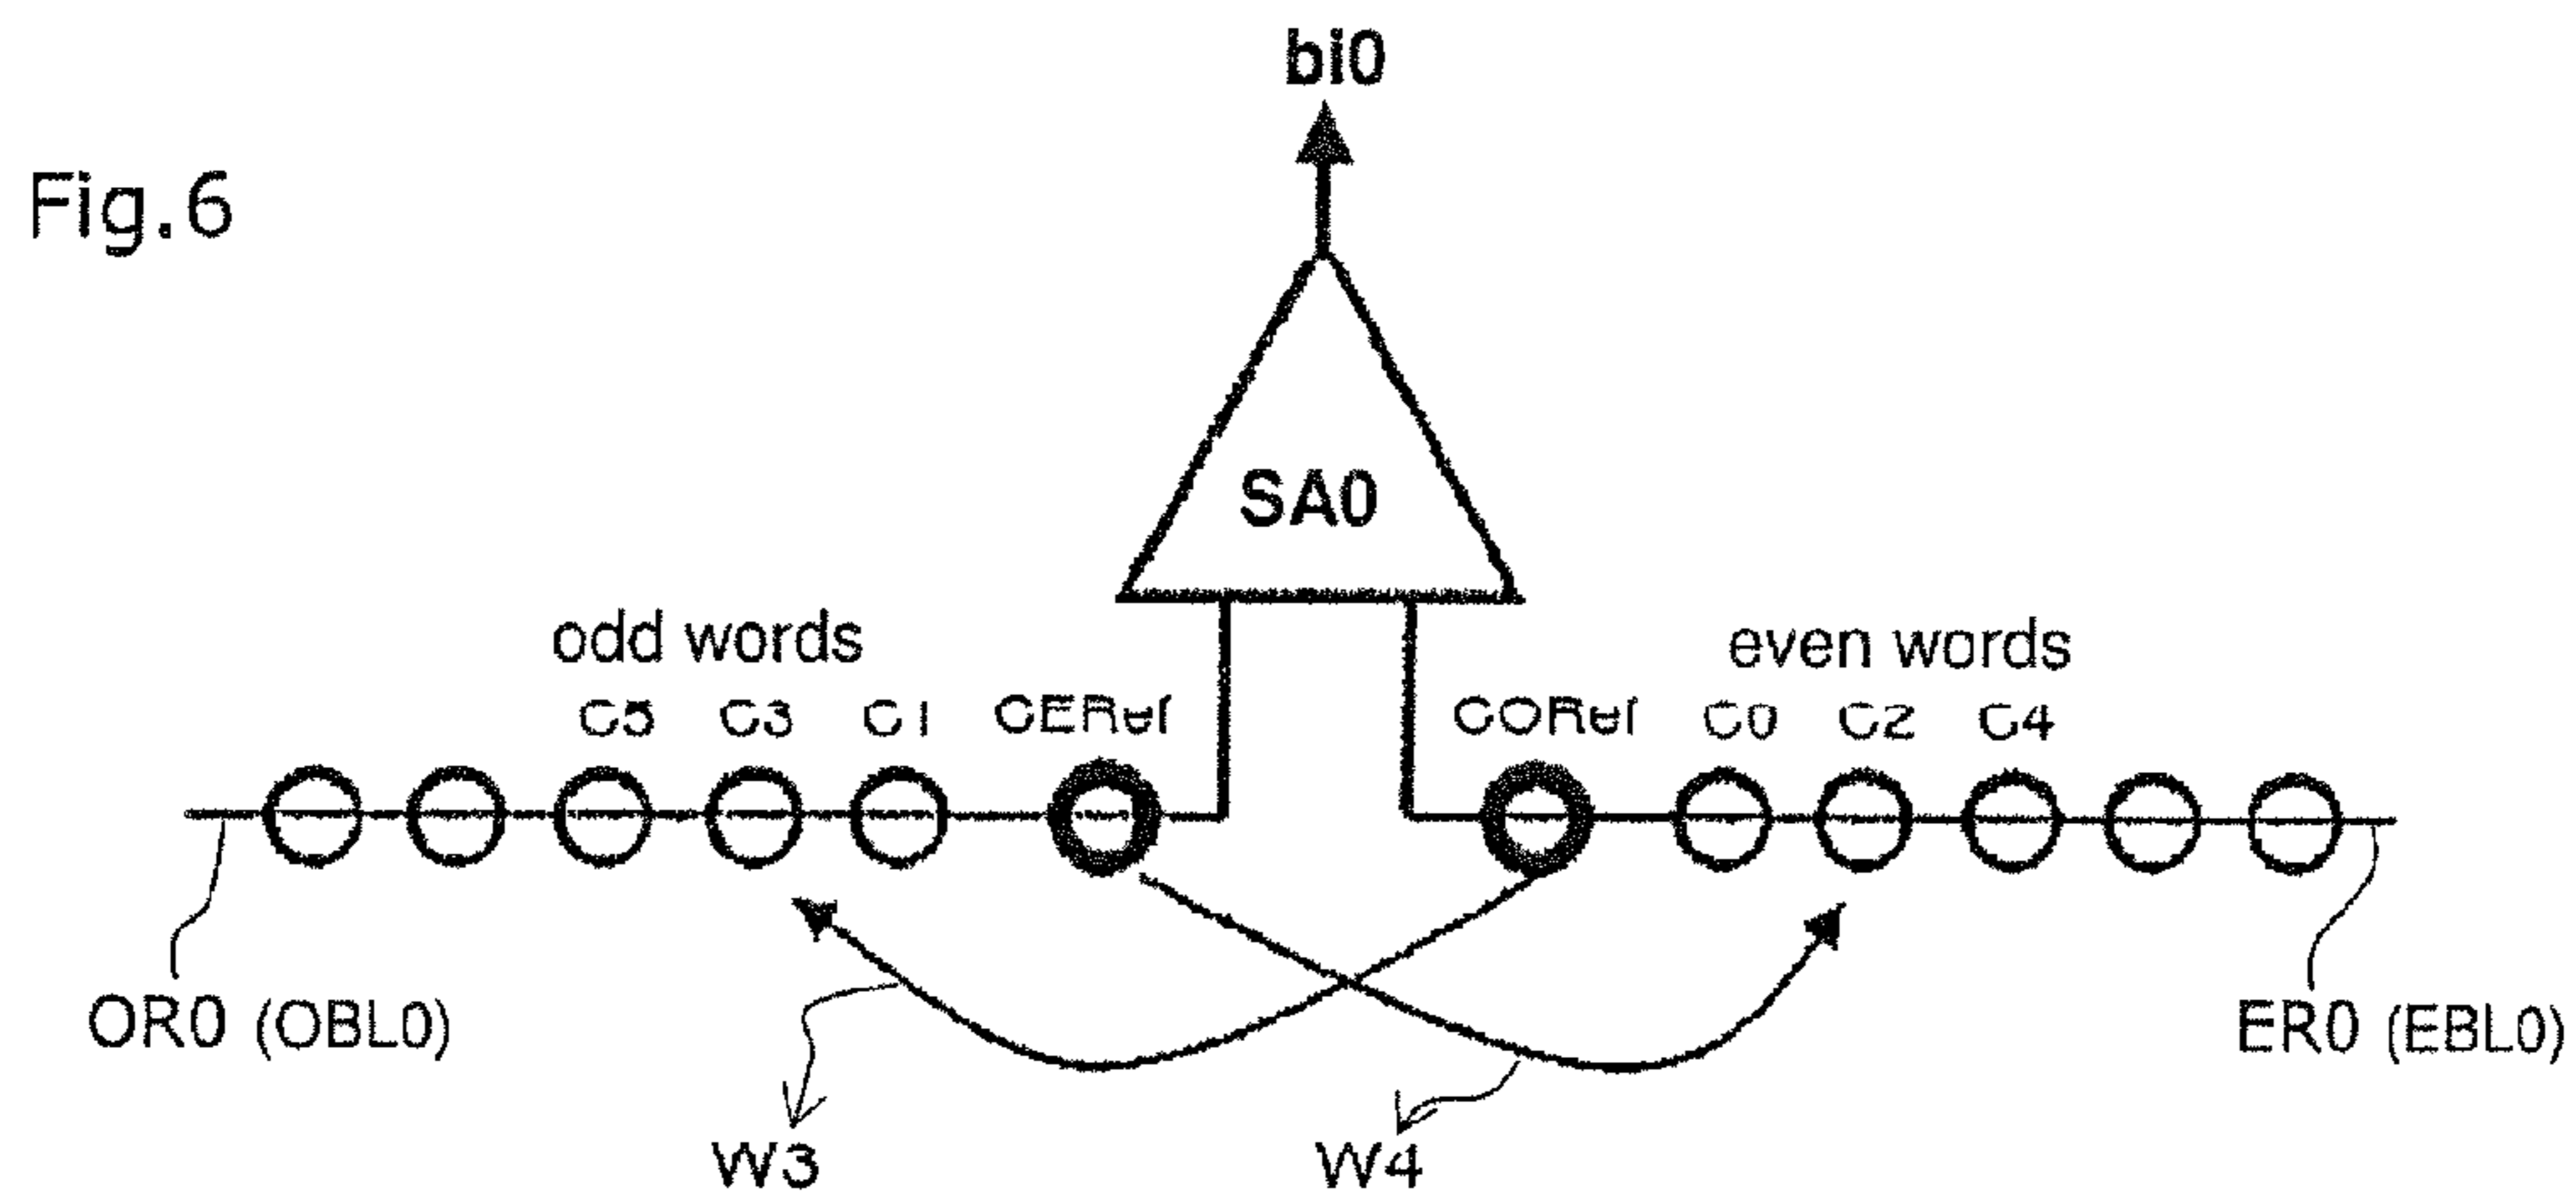 bi0
Fig.6
SA0
odd words
even words
C5 C3 C1 CERef CORef C0 C2 C4
OR0 (OBL0)
ER0 (EBL0)
W3
W4